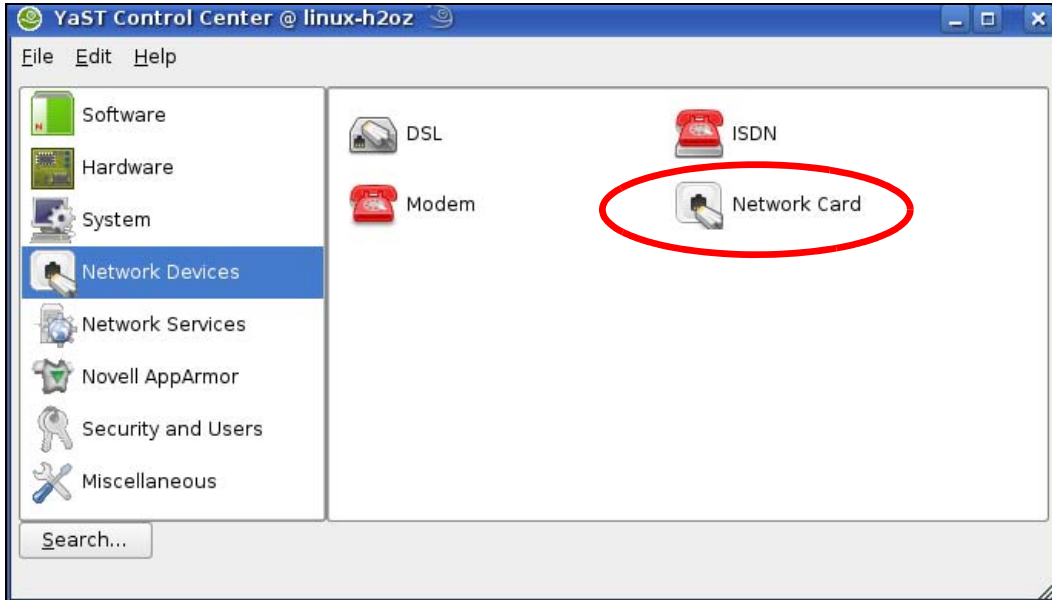 YaST Control Center @ linux-h2oz
File Edit Help
Software
Hardware
System
Network Devices
Network Services
Novell AppArmor
Security and Users
Miscellaneous
DSL
ISDN
Modem
Network Card
Search...
N